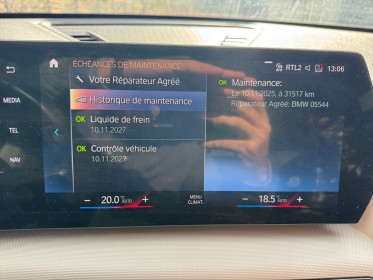 ÉCHÉANCES DE MAINTENANCE
RTL2 13:06
Votre Réparateur Agréé
Historique de maintenance
OK Liquide de frein
10.11.2027
OK Contrôle véhicule
10.11.2027
OK Maintenance:
Le 10.11.2025, à 31517 km
Réparateur Agréé: BMW 05544
MEDIA
TEL
NAV
- 20.0 +
MENU
CLIMAT.
- 18.5 +